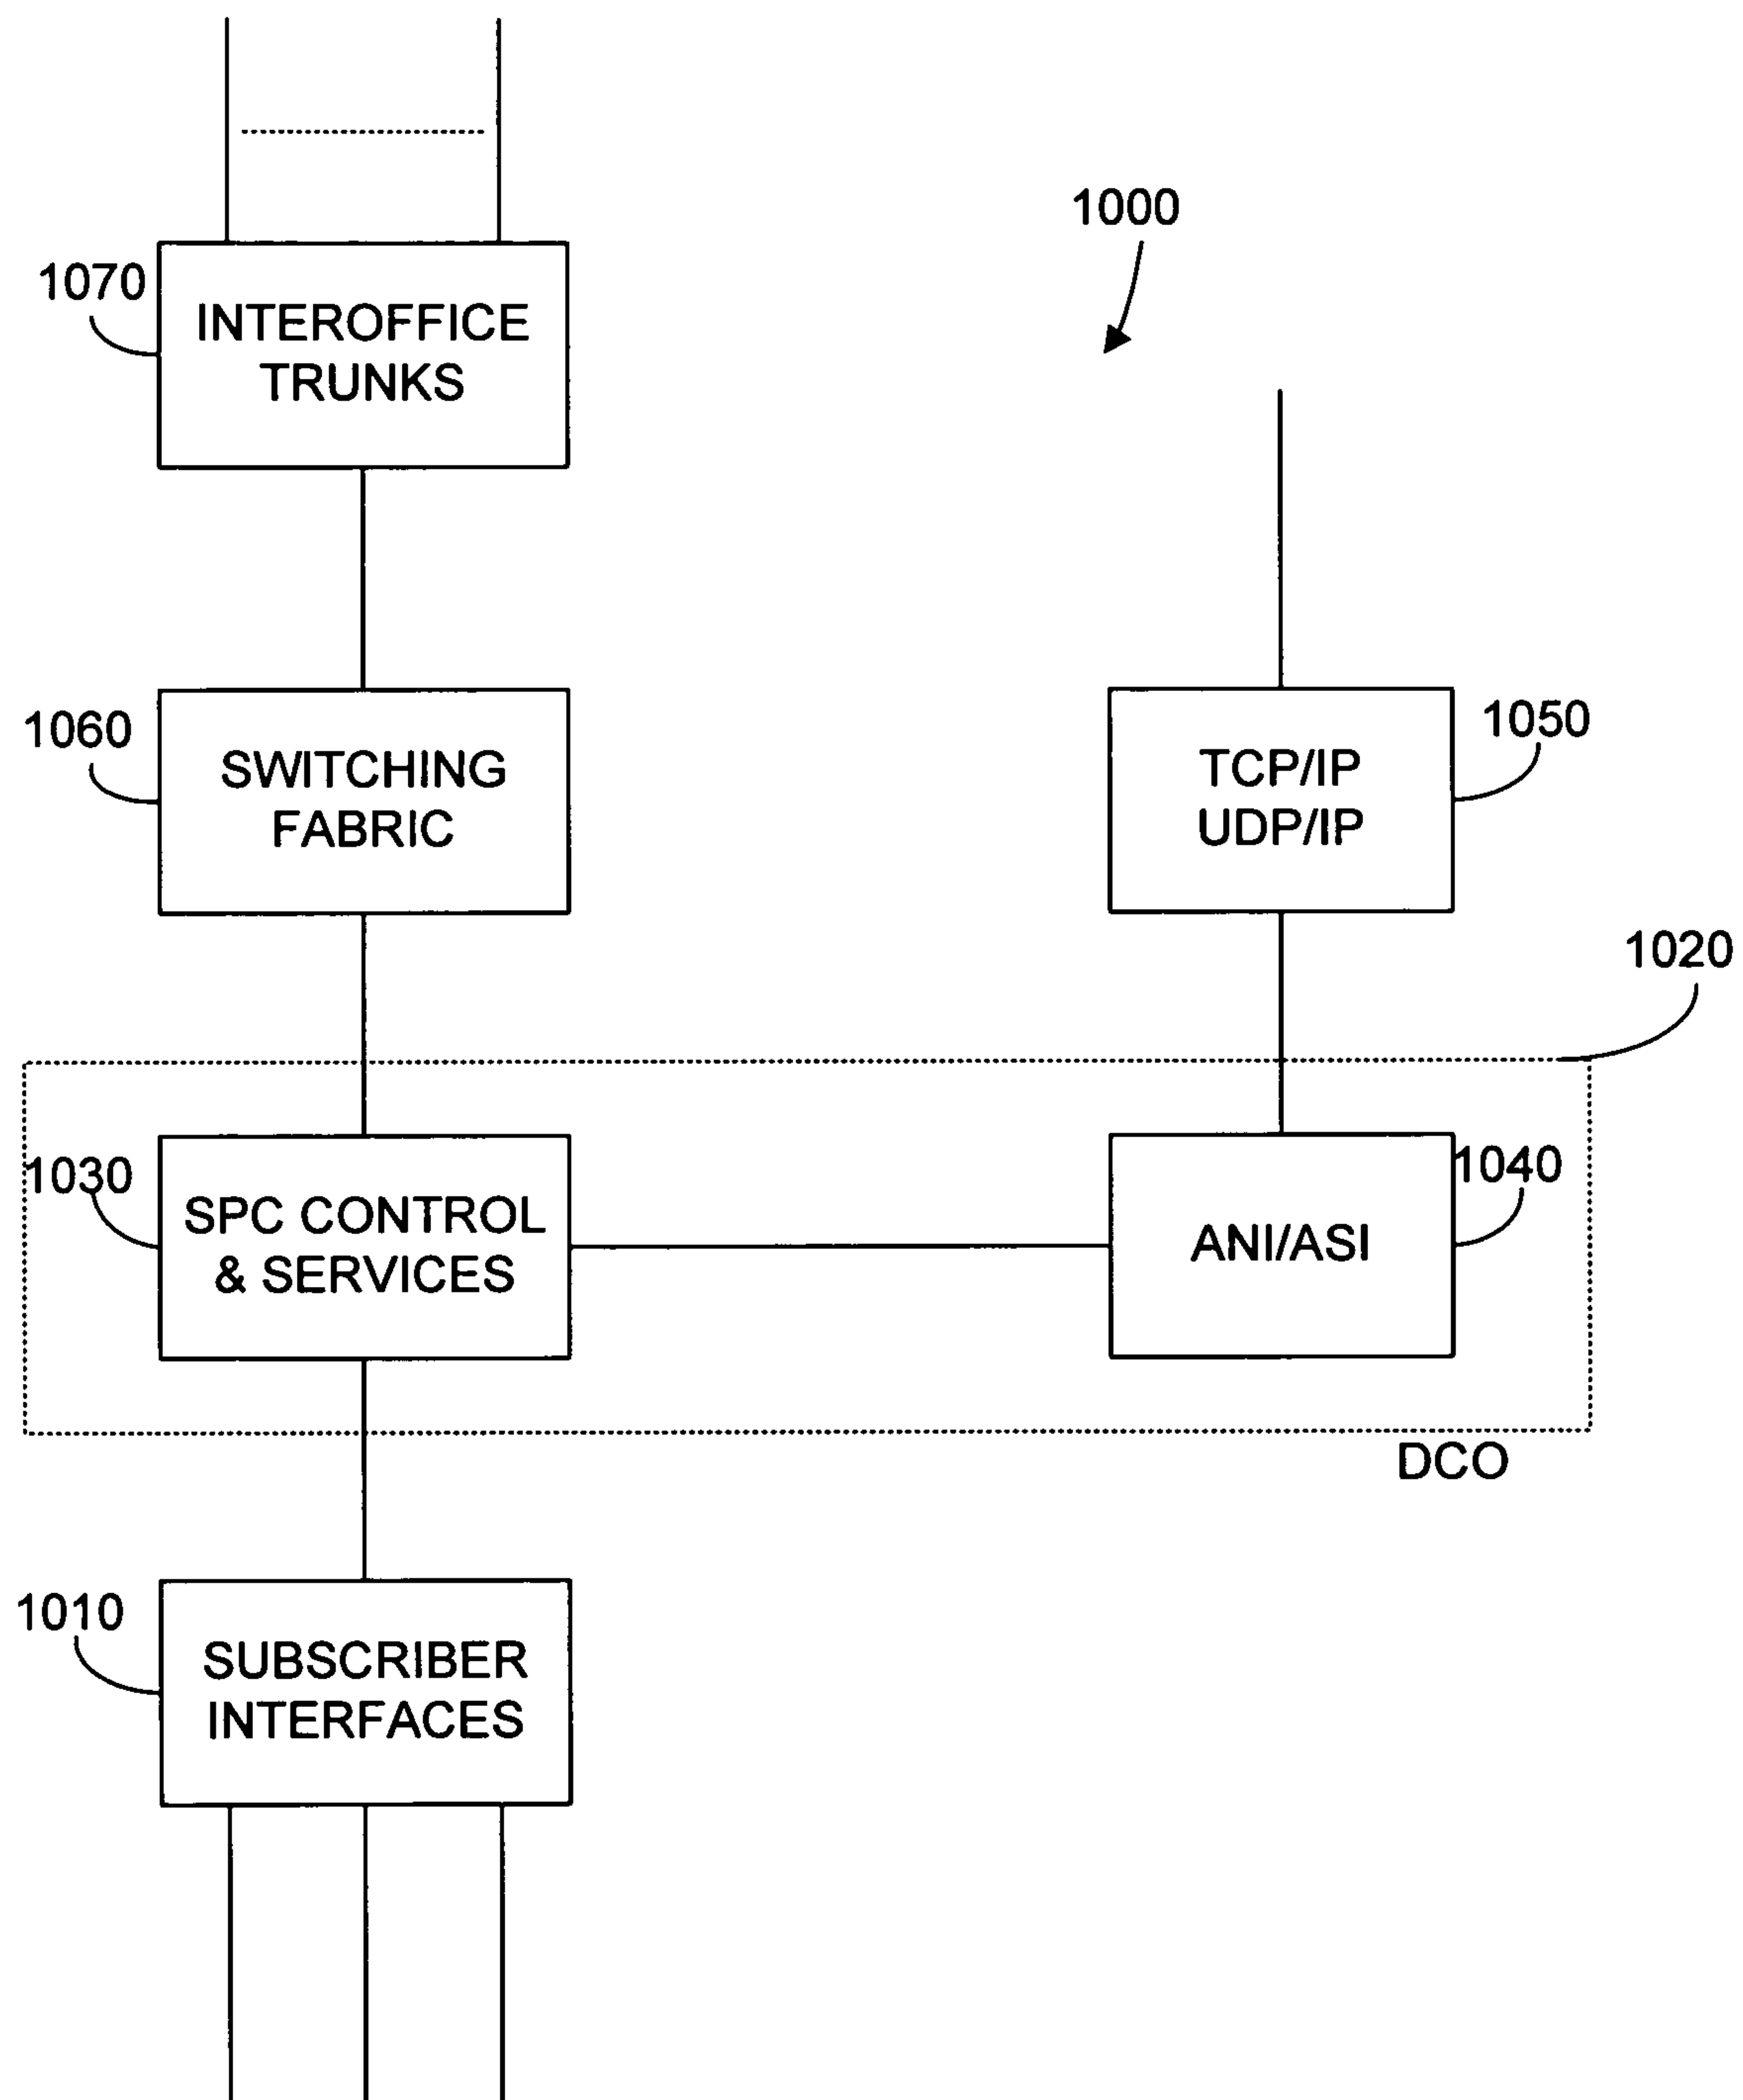 1000
1070
INTEROFFICE
TRUNKS
1060
SWITCHING
FABRIC
TCP/IP
UDP/IP
1050
1020
1030
SPC CONTROL
& SERVICES
ANI/ASI
1040
DCO
1010
SUBSCRIBER
INTERFACES